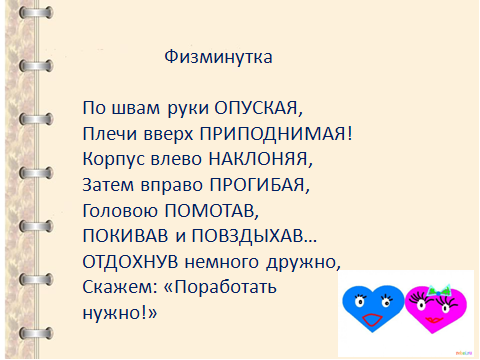 Физминутка
По швам руки ОПУСКАЯ,
Плечи вверх ПРИПОДНИМАЯ!
Корпус влево НАКЛОНЯЯ,
Затем вправо ПРОГИБАЯ,
Головою ПОМОТАВ,
ПОКИВАВ и ПОВЗДЫХАВ…
ОТДОХНУВ немного дружно,
Скажем: «Поработать
нужно!»